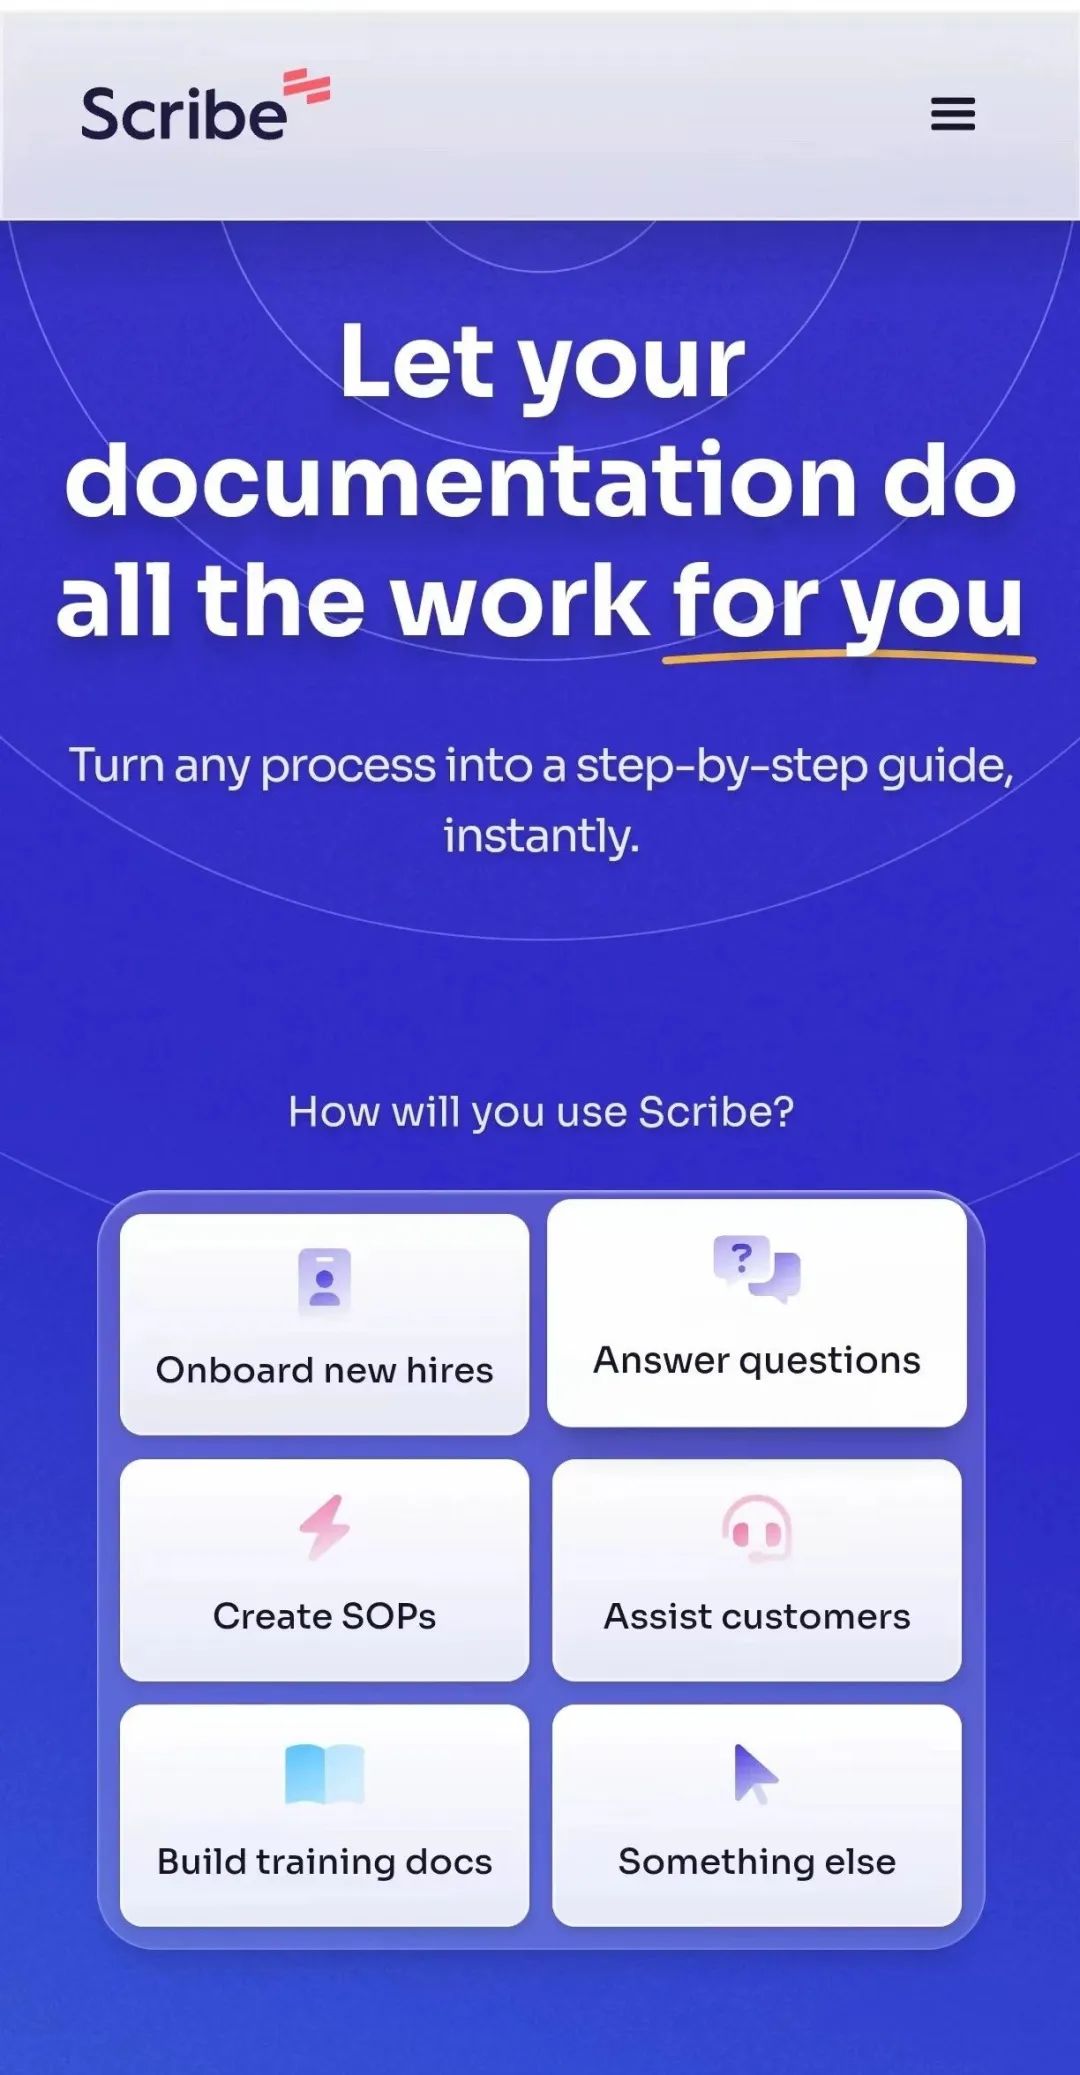 Scribe
Let your
documentation do
all the work for you
Turn any process into a step-by-step guide,
instantly.
How will you use Scribe?
Onboard new hires
?
Answer questions
Create SOPs
Assist customers
Build training docs
Something else